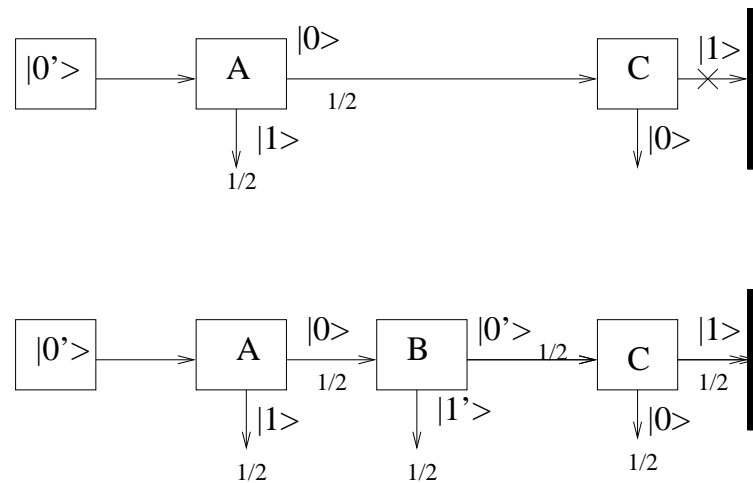 |0'> A |0> C |1>
1/2
|1> |0>
1/2
|0'> A |0> B |0'> C |1>
1/2 1/2 1/2
|1> |1'> |0>
1/2 1/2 1/2